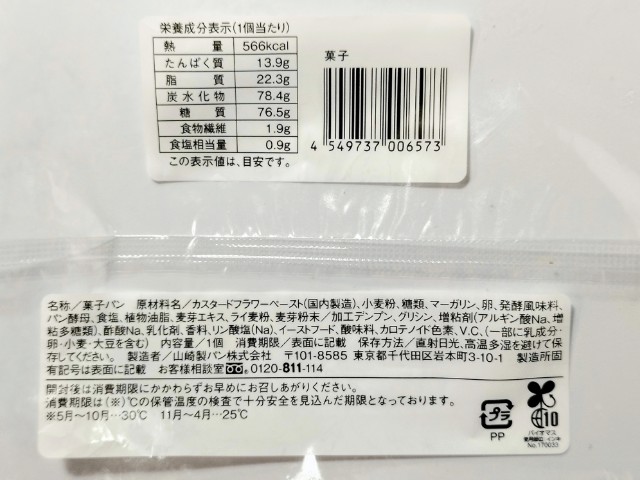 栄養成分表示(1個当たり)
熱量 566kcal
たんぱく質 13.9g
脂質 22.3g
炭水化物 78.4g
糖質 76.5g
食物繊維 1.9g
食塩相当量 0.9g
この表示値は、目安です。
菓子
4 549737 006573
名称／菓子パン 原材料名／カスタードフラワーペースト(国内製造)、小麦粉、糖類、マーガリン、卵、発酵風味料、
パン酵母、食塩、植物油脂、麦芽エキス、ライ麦粉、麦芽粉末／加工デンプン、グリシン、増粘剤(アルギン酸Na、増
粘多糖類)、酢酸Na、乳化剤、香料、リン酸塩(Na)、イーストフード、酸味料、カロテノイド色素、V.C、(一部に乳成分・
卵・小麦・大豆を含む) 内容量／1個 消費期限／表面に記載 保存方法／直射日光、高温多湿を避けて保
存してください。 製造者／山崎製パン株式会社 〒101-8585 東京都千代田区岩本町3-10-1 製造所固
有記号は表面に記載 お客様相談室 0120-811-114
開封後は消費期限にかかわらずお早めにお召しあがりください。
消費期限は(※)℃の保管温度の検査で十分安全を見込んだ期限となっております。
※5月〜10月…30℃ 11月〜4月…25℃
プラ
PP
10
バイオマス
No.170033